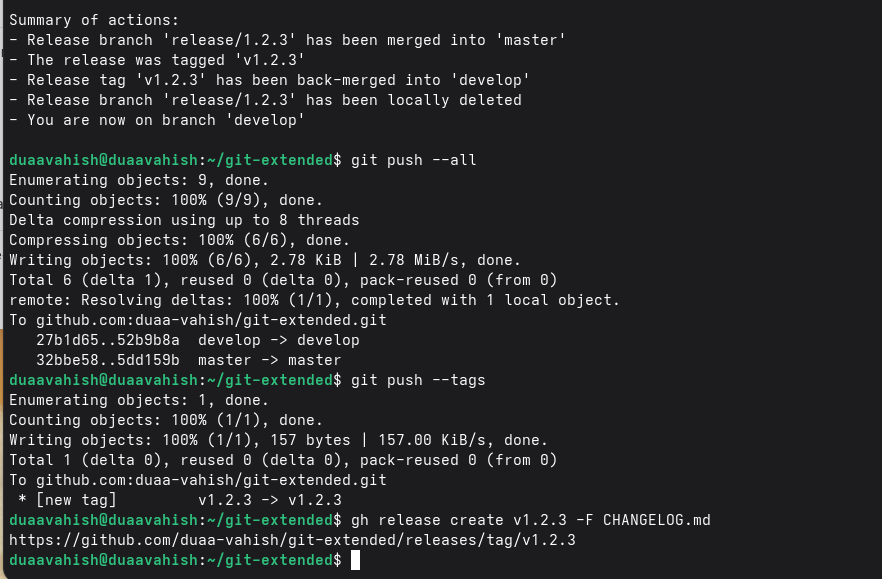 Summary of actions:
- Release branch 'release/1.2.3' has been merged into 'master'
- The release was tagged 'v1.2.3'
- Release tag 'v1.2.3' has been back-merged into 'develop'
- Release branch 'release/1.2.3' has been locally deleted
- You are now on branch 'develop'

duaavahish@duaavahish:~/git-extended$ git push --all
Enumerating objects: 9, done.
Counting objects: 100% (9/9), done.
Delta compression using up to 8 threads
Compressing objects: 100% (6/6), done.
Writing objects: 100% (6/6), 2.78 KiB | 2.78 MiB/s, done.
Total 6 (delta 1), reused 0 (delta 0), pack-reused 0 (from 0)
remote: Resolving deltas: 100% (1/1), completed with 1 local object.
To github.com:duaa-vahish/git-extended.git
   27b1d65..52b9b8a  develop -> develop
   32bbe58..5dd159b  master -> master
duaavahish@duaavahish:~/git-extended$ git push --tags
Enumerating objects: 1, done.
Counting objects: 100% (1/1), done.
Writing objects: 100% (1/1), 157 bytes | 157.00 KiB/s, done.
Total 1 (delta 0), reused 0 (delta 0), pack-reused 0 (from 0)
To github.com:duaa-vahish/git-extended.git
 * [new tag]         v1.2.3 -> v1.2.3
duaavahish@duaavahish:~/git-extended$ gh release create v1.2.3 -F CHANGELOG.md
https://github.com/duaa-vahish/git-extended/releases/tag/v1.2.3
duaavahish@duaavahish:~/git-extended$